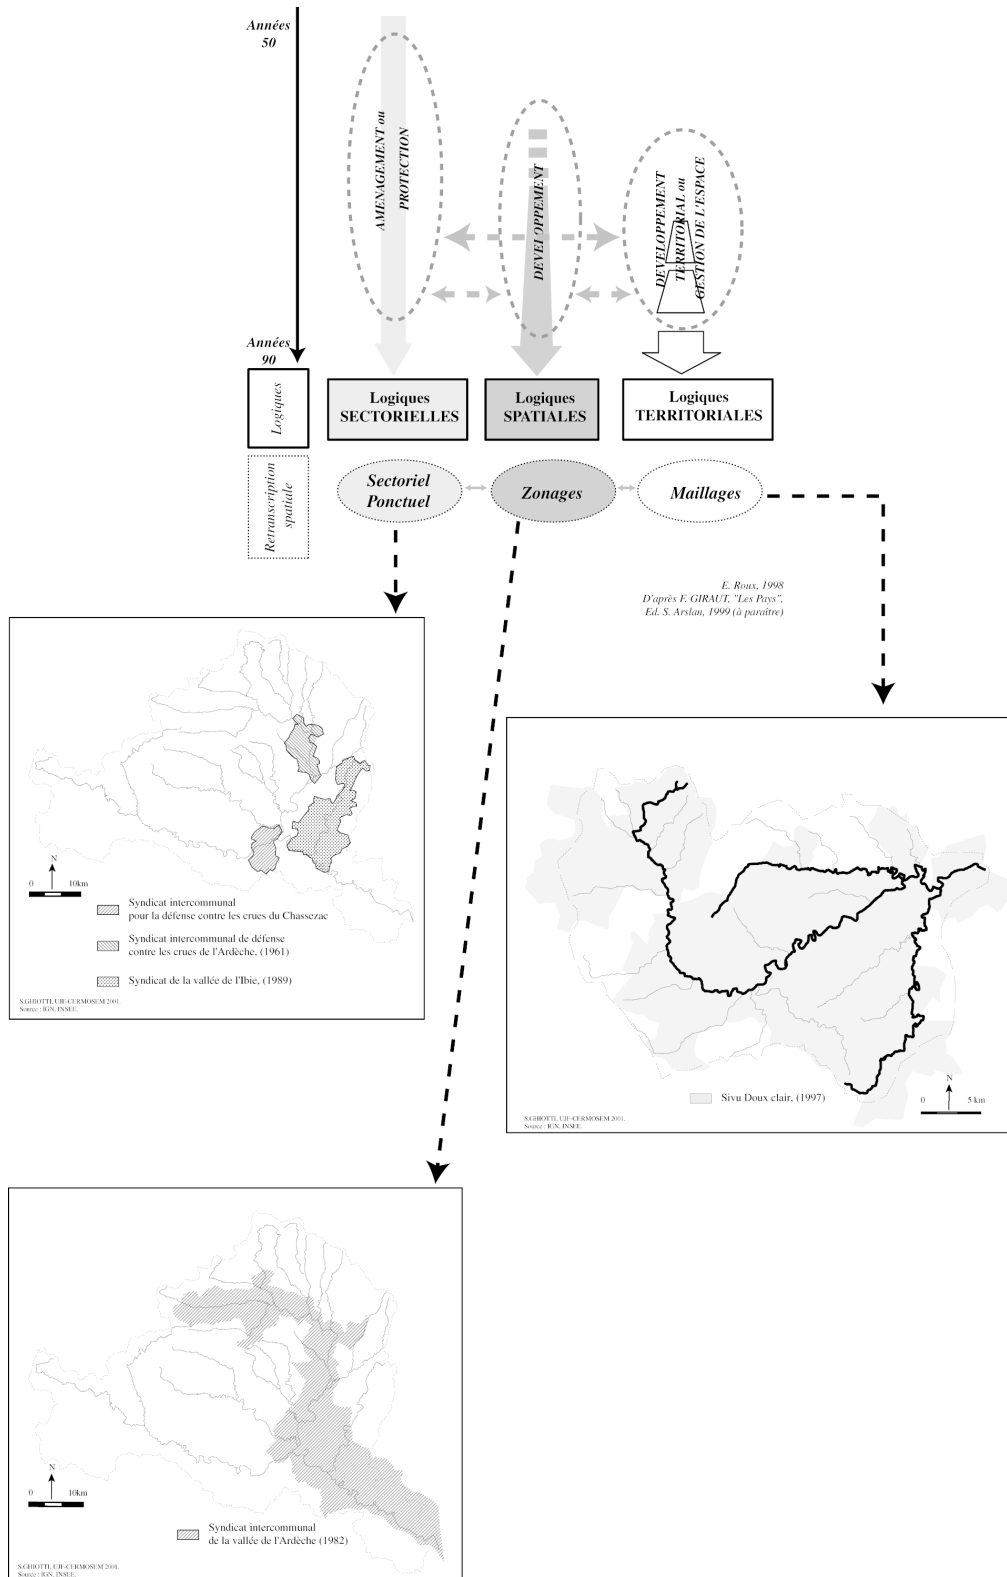 Années
50
AMENAGEMENT ou
PROTECTION
DEVELOPPEMENT
DEVELOPPEMENT
TERRITORIAL ou
GESTION DE L'ESPACE
Années
90
Logiques
Logiques
SECTORIELLES
Logiques
SPATIALES
Logiques
TERRITORIALES
Retranscription
spatiale
Sectoriel
Ponctuel
Zonages
Maillages
E. Roux, 1998
D'après F. GIRAUT, "Les Pays",
Ed. S. Arslan, 1999 (à paraître)
N
0 10km
Syndicat intercommunal
pour la défense contre les crues du Chassezac
Syndicat intercommunal de défense
contre les crues de l'Ardèche, (1961)
Syndicat de la vallée de l'Ibie, (1989)
S.GHIOTTI, UJF-CERMOSEM 2001.
Source : IGN, INSEE.
Sivu Doux clair, (1997)
N
0 5 km
S.GHIOTTI, UJF-CERMOSEM 2001.
Source : IGN, INSEE.
N
0 10km
Syndicat intercommunal
de la vallée de l'Ardèche (1982)
S.GHIOTTI, UJF-CERMOSEM 2001.
Source : IGN, INSEE.